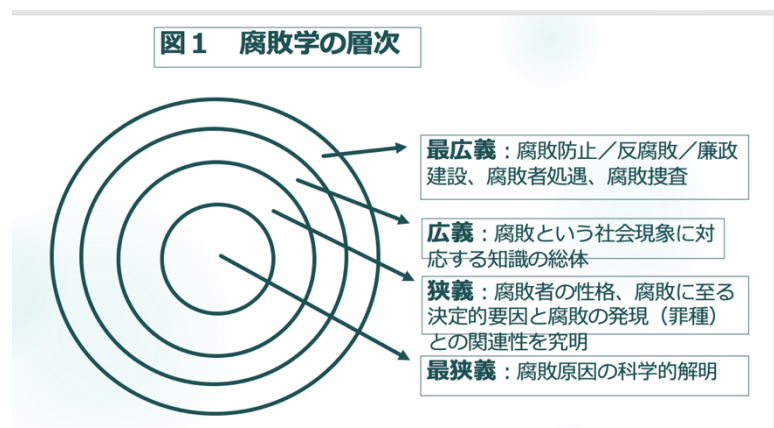 図１　腐敗学の層次
最広義：腐敗防止／反腐敗／廉政
建設、腐敗者処遇、腐敗捜査
広義：腐敗という社会現象に対
応する知識の総体
狭義：腐敗者の性格、腐敗に至る
決定的要因と腐敗の発現（罪種）
との関連性を究明
最狭義：腐敗原因の科学的解明